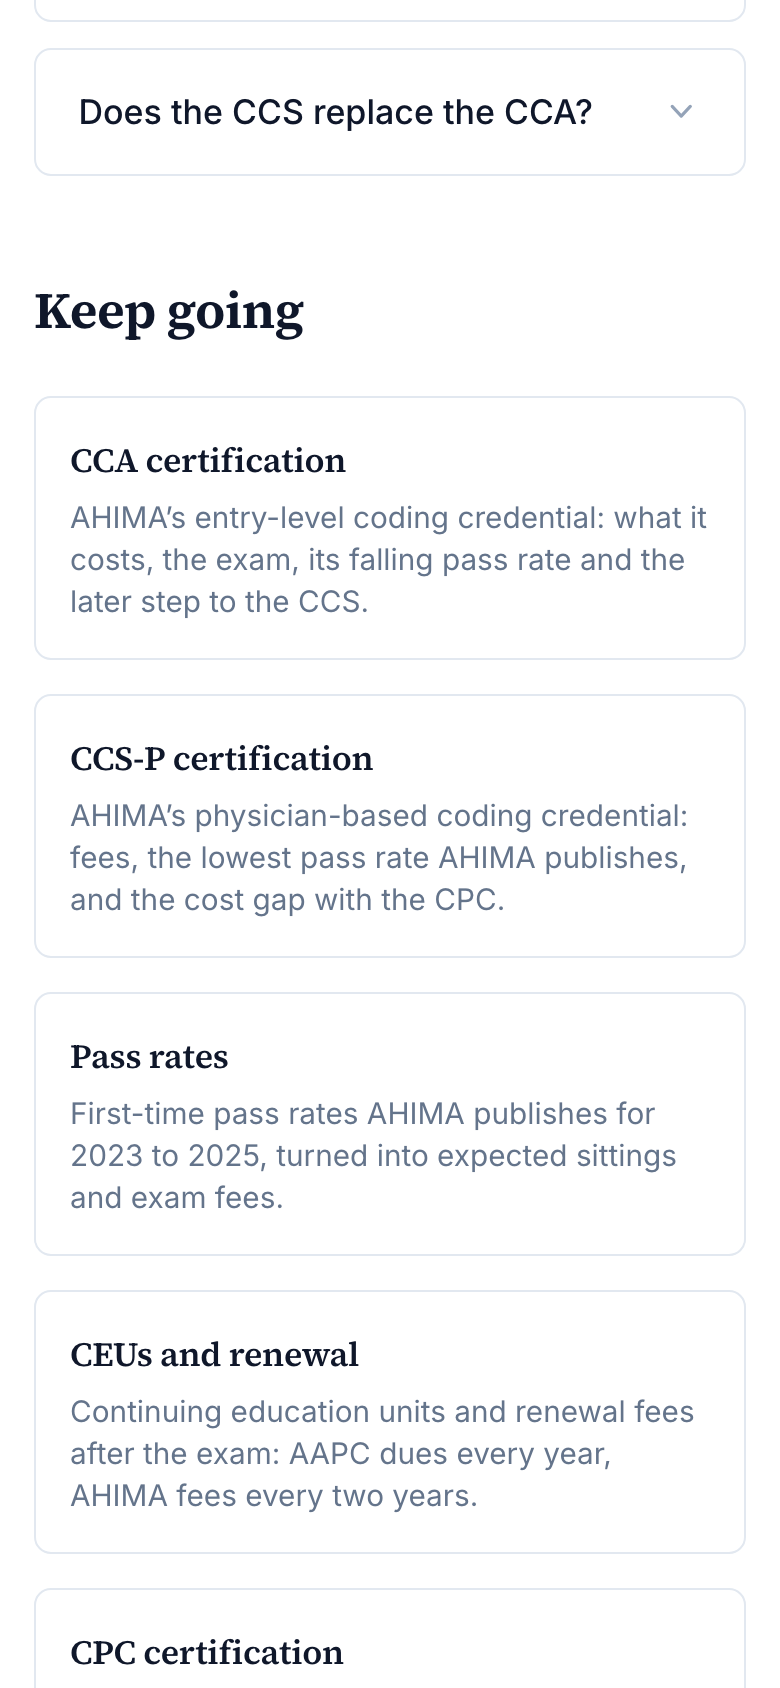 Does the CCS replace the CCA?
Keep going
CCA certification
AHIMA’s entry-level coding credential: what it
costs, the exam, its falling pass rate and the
later step to the CCS.
CCS-P certification
AHIMA’s physician-based coding credential:
fees, the lowest pass rate AHIMA publishes,
and the cost gap with the CPC.
Pass rates
First-time pass rates AHIMA publishes for
2023 to 2025, turned into expected sittings
and exam fees.
CEUs and renewal
Continuing education units and renewal fees
after the exam: AAPC dues every year,
AHIMA fees every two years.
CPC certification